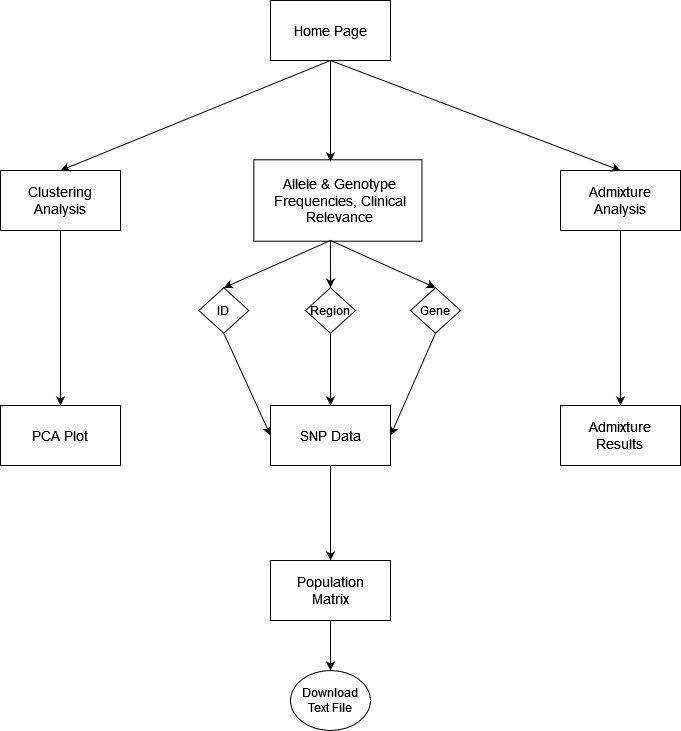 Home Page
Clustering
Analysis
Allele & Genotype
Frequencies, Clinical
Relevance
Admixture
Analysis
ID
Region
Gene
PCA Plot
SNP Data
Admixture
Results
Population
Matrix
Download
Text File